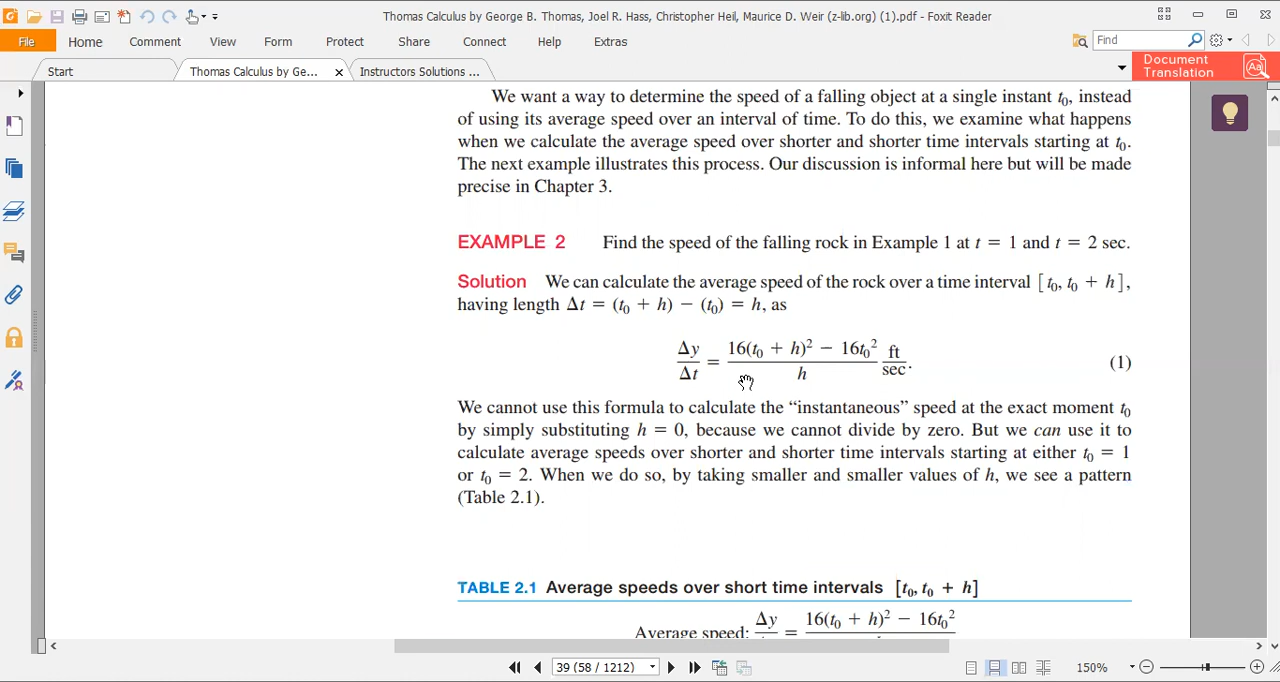 Thomas Calculus by George B. Thomas, Joel R. Hass, Christopher Heil, Maurice D. Weir (z-lib.org) (1).pdf - Foxit Reader
File Home Comment View Form Protect Share Connect Help Extras Find
Start Thomas Calculus by Ge... × Instructors Solutions ... Document
Translation
We want a way to determine the speed of a falling object at a single instant t₀, instead
of using its average speed over an interval of time. To do this, we examine what happens
when we calculate the average speed over shorter and shorter time intervals starting at t₀.
The next example illustrates this process. Our discussion is informal here but will be made
precise in Chapter 3.
EXAMPLE 2 Find the speed of the falling rock in Example 1 at t = 1 and t = 2 sec.
Solution We can calculate the average speed of the rock over a time interval [t₀, t₀ + h],
having length Δt = (t₀ + h) − (t₀) = h, as
Δy/Δt = (16(t₀ + h)² − 16t₀²)/h ft/sec. (1)
We cannot use this formula to calculate the “instantaneous” speed at the exact moment t₀
by simply substituting h = 0, because we cannot divide by zero. But we can use it to
calculate average speeds over shorter and shorter time intervals starting at either t₀ = 1
or t₀ = 2. When we do so, by taking smaller and smaller values of h, we see a pattern
(Table 2.1).
TABLE 2.1 Average speeds over short time intervals [t₀, t₀ + h]
Average speed: Δy = 16(t₀ + h)² − 16t₀²
39 (58 / 1212) 150%